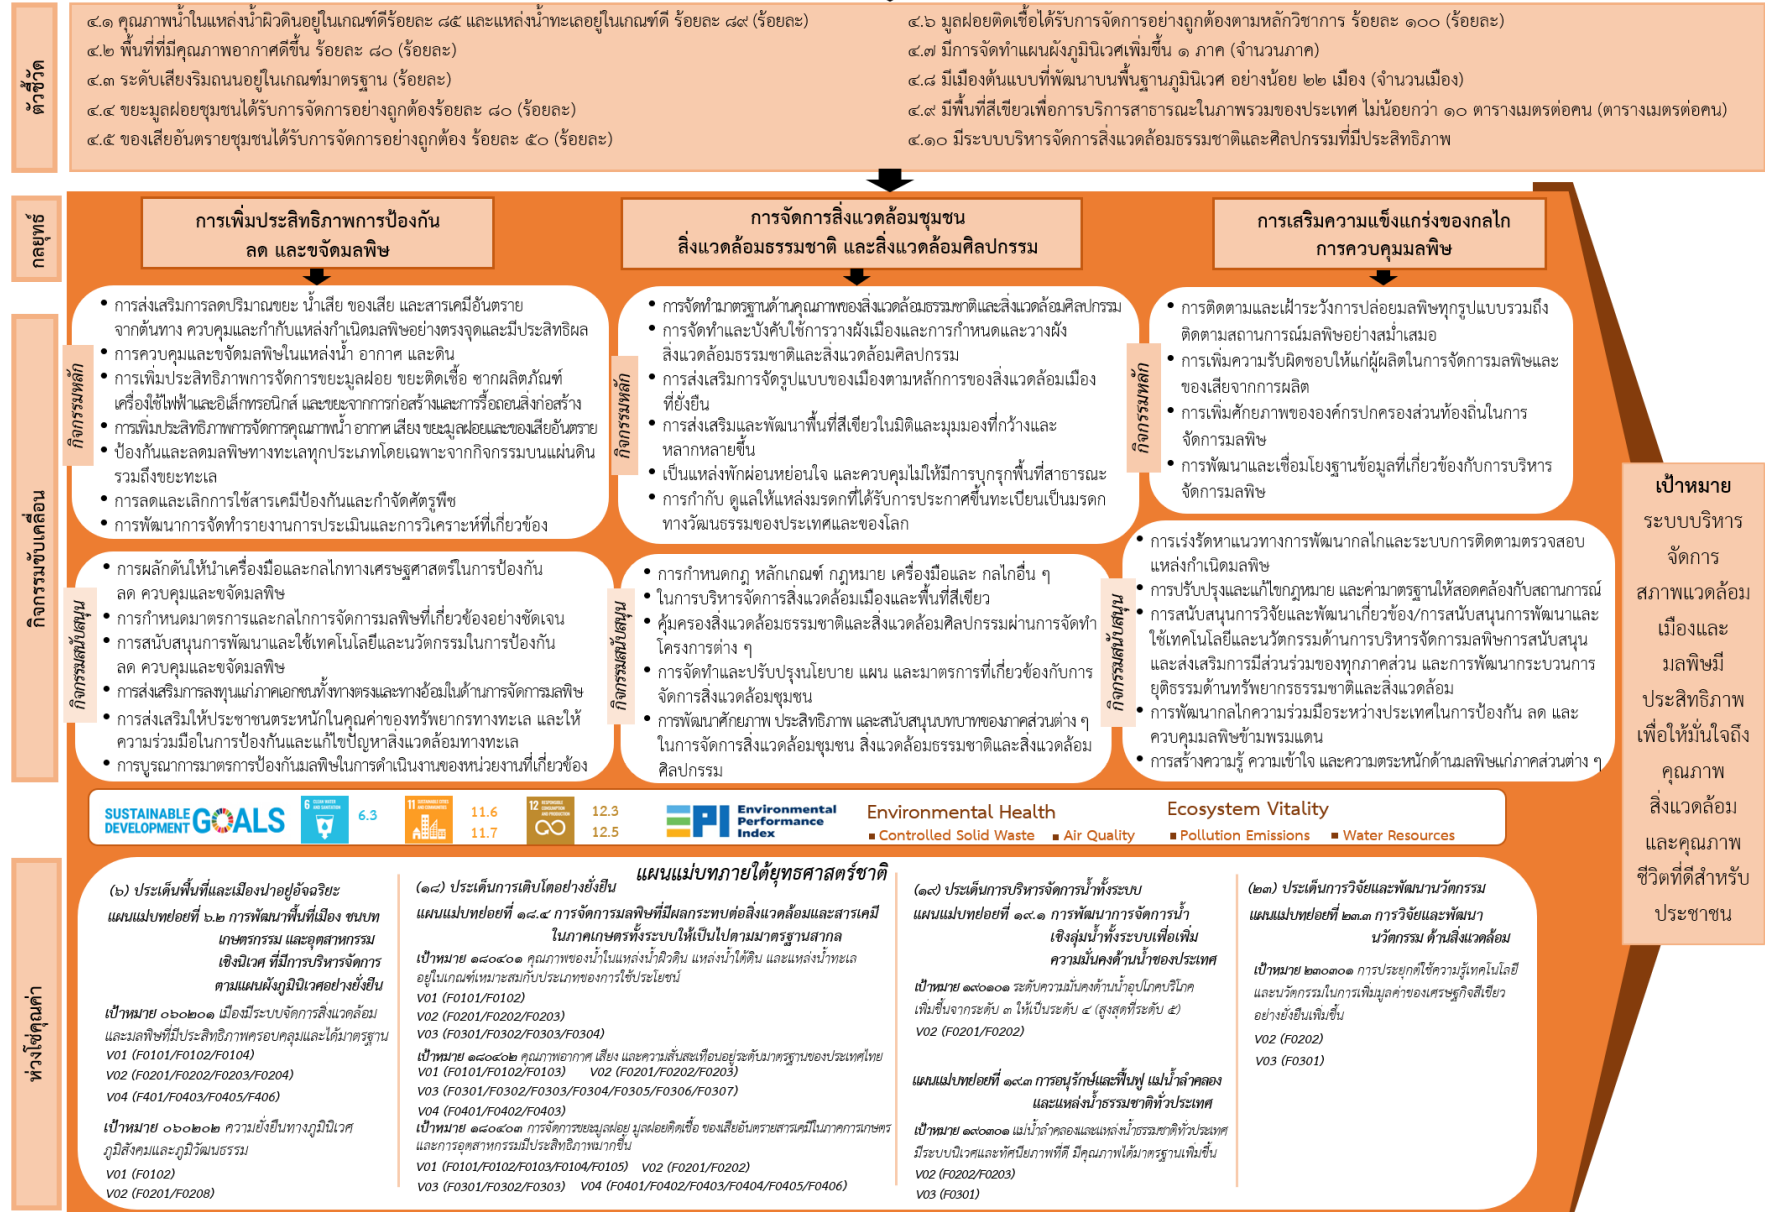 ตัวชี้วัด
๔.๑ คุณภาพน้ำในแหล่งน้ำผิวดินอยู่ในเกณฑ์ดีร้อยละ ๘๕ และแหล่งน้ำทะเลอยู่ในเกณฑ์ดี ร้อยละ ๘๙ (ร้อยละ)
๔.๒ พื้นที่ที่มีคุณภาพอากาศดีขึ้น ร้อยละ ๘๐ (ร้อยละ)
๔.๓ ระดับเสียงริมถนนอยู่ในเกณฑ์มาตรฐาน (ร้อยละ)
๔.๔ ขยะมูลฝอยชุมชนได้รับการจัดการอย่างถูกต้องร้อยละ ๘๐ (ร้อยละ)
๔.๕ ของเสียอันตรายชุมชนได้รับการจัดการอย่างถูกต้อง ร้อยละ ๕๐ (ร้อยละ)
๔.๖ มูลฝอยติดเชื้อได้รับการจัดการอย่างถูกต้องตามหลักวิชาการ ร้อยละ ๑๐๐ (ร้อยละ)
๔.๗ มีการจัดทำแผนผังภูมินิเวศเพิ่มขึ้น ๑ ภาค (จำนวนภาค)
๔.๘ มีเมืองต้นแบบที่พัฒนาบนพื้นฐานภูมินิเวศ อย่างน้อย ๒๒ เมือง (จำนวนเมือง)
๔.๙ มีพื้นที่สีเขียวเพื่อการบริการสาธารณะในภาพรวมของประเทศ ไม่น้อยกว่า ๑๐ ตารางเมตรต่อคน (ตารางเมตรต่อคน)
๔.๑๐ มีระบบบริหารจัดการสิ่งแวดล้อมธรรมชาติและศิลปกรรมที่มีประสิทธิภาพ
กลยุทธ์
การเพิ่มประสิทธิภาพการป้องกัน
ลด และขจัดมลพิษ
การจัดการสิ่งแวดล้อมชุมชน
สิ่งแวดล้อมธรรมชาติ และสิ่งแวดล้อมศิลปกรรม
การเสริมความแข็งแกร่งของกลไก
การควบคุมมลพิษ
กิจกรรมขับเคลื่อน
กิจกรรมหลัก
• การส่งเสริมการลดปริมาณขยะ น้ำเสีย ของเสีย และสารเคมีอันตราย
จากต้นทาง ควบคุมและกำกับแหล่งกำเนิดมลพิษอย่างตรงจุดและมีประสิทธิผล
• การควบคุมและขจัดมลพิษในแหล่งน้ำ อากาศ และดิน
• การเพิ่มประสิทธิภาพการจัดการขยะมูลฝอย ขยะติดเชื้อ ซากผลิตภัณฑ์
เครื่องใช้ไฟฟ้าและอิเล็กทรอนิกส์ และขยะจากการก่อสร้างและการรื้อถอนสิ่งก่อสร้าง
• การเพิ่มประสิทธิภาพการจัดการคุณภาพน้ำ อากาศ เสียง ขยะมูลฝอยและของเสียอันตราย
• ป้องกันและลดมลพิษทางทะเลทุกประเภทโดยเฉพาะจากกิจกรรมบนแผ่นดิน
รวมถึงขยะทะเล
• การลดและเลิกการใช้สารเคมีป้องกันและกำจัดศัตรูพืช
• การพัฒนาการจัดทำรายงานการประเมินและการวิเคราะห์ที่เกี่ยวข้อง
กิจกรรมหลัก
• การจัดทำมาตรฐานด้านคุณภาพของสิ่งแวดล้อมธรรมชาติและสิ่งแวดล้อมศิลปกรรม
• การจัดทำและบังคับใช้การวางผังเมืองและการกำหนดและวางผัง
สิ่งแวดล้อมธรรมชาติและสิ่งแวดล้อมศิลปกรรม
• การส่งเสริมการจัดรูปแบบของเมืองตามหลักการของสิ่งแวดล้อมเมือง
ที่ยั่งยืน
• การส่งเสริมและพัฒนาพื้นที่สีเขียวในมิติและมุมมองที่กว้างและ
หลากหลายขึ้น
• เป็นแหล่งพักผ่อนหย่อนใจ และควบคุมไม่ให้มีการบุกรุกพื้นที่สาธารณะ
• การกำกับ ดูแลให้แหล่งมรดกที่ได้รับการประกาศขึ้นทะเบียนเป็นมรดก
ทางวัฒนธรรมของประเทศและของโลก
กิจกรรมหลัก
• การติดตามและเฝ้าระวังการปล่อยมลพิษทุกรูปแบบรวมถึง
ติดตามสถานการณ์มลพิษอย่างสม่ำเสมอ
• การเพิ่มความรับผิดชอบให้แก่ผู้ผลิตในการจัดการมลพิษและ
ของเสียจากการผลิต
• การเพิ่มศักยภาพขององค์กรปกครองส่วนท้องถิ่นในการ
จัดการมลพิษ
• การพัฒนาและเชื่อมโยงฐานข้อมูลที่เกี่ยวข้องกับการบริหาร
จัดการมลพิษ
กิจกรรมสนับสนุน
• การผลักดันให้นำเครื่องมือและกลไกทางเศรษฐศาสตร์ในการป้องกัน
ลด ควบคุมและขจัดมลพิษ
• การกำหนดมาตรการและกลไกการจัดการมลพิษที่เกี่ยวข้องอย่างชัดเจน
• การสนับสนุนการพัฒนาและใช้เทคโนโลยีและนวัตกรรมในการป้องกัน
ลด ควบคุมและขจัดมลพิษ
• การส่งเสริมการลงทุนแก่ภาคเอกชนทั้งทางตรงและทางอ้อมในด้านการจัดการมลพิษ
• การส่งเสริมให้ประชาชนตระหนักในคุณค่าของทรัพยากรทางทะเล และให้
ความร่วมมือในการป้องกันและแก้ไขปัญหาสิ่งแวดล้อมทางทะเล
• การบูรณาการมาตรการป้องกันมลพิษในการดำเนินงานของหน่วยงานที่เกี่ยวข้อง
กิจกรรมสนับสนุน
• การกำหนดกฎ หลักเกณฑ์ กฎหมาย เครื่องมือและ กลไกอื่น ๆ
• ในการบริหารจัดการสิ่งแวดล้อมเมืองและพื้นที่สีเขียว
• คุ้มครองสิ่งแวดล้อมธรรมชาติและสิ่งแวดล้อมศิลปกรรมผ่านการจัดทำ
โครงการต่าง ๆ
• การจัดทำและปรับปรุงนโยบาย แผน และมาตรการที่เกี่ยวข้องกับการ
จัดการสิ่งแวดล้อมชุมชน
• การพัฒนาศักยภาพ ประสิทธิภาพ และสนับสนุนบทบาทของภาคส่วนต่าง ๆ
ในการจัดการสิ่งแวดล้อมชุมชน สิ่งแวดล้อมธรรมชาติและสิ่งแวดล้อม
ศิลปกรรม
กิจกรรมสนับสนุน
• การเร่งรัดหาแนวทางการพัฒนากลไกและระบบการติดตามตรวจสอบ
แหล่งกำเนิดมลพิษ
• การปรับปรุงและแก้ไขกฎหมาย และค่ามาตรฐานให้สอดคล้องกับสถานการณ์
• การสนับสนุนการวิจัยและพัฒนาเกี่ยวข้อง/การสนับสนุนการพัฒนาและ
ใช้เทคโนโลยีและนวัตกรรมด้านการบริหารจัดการมลพิษการสนับสนุน
และส่งเสริมการมีส่วนร่วมของทุกภาคส่วน และการพัฒนากระบวนการ
ยุติธรรมด้านทรัพยากรธรรมชาติและสิ่งแวดล้อม
• การพัฒนากลไกความร่วมมือระหว่างประเทศในการป้องกัน ลด และ
ควบคุมมลพิษข้ามพรมแดน
• การสร้างความรู้ ความเข้าใจ และความตระหนักด้านมลพิษแก่ภาคส่วนต่าง ๆ
เป้าหมาย
ระบบบริหาร
จัดการ
สภาพแวดล้อม
เมืองและ
มลพิษมี
ประสิทธิภาพ
เพื่อให้มั่นใจถึง
คุณภาพ
สิ่งแวดล้อม
และคุณภาพ
ชีวิตที่ดีสำหรับ
ประชาชน
SUSTAINABLE DEVELOPMENT GOALS
6 CLEAN WATER AND SANITATION
6.3
11 SUSTAINABLE CITIES AND COMMUNITIES
11.6
11.7
12 RESPONSIBLE CONSUMPTION AND PRODUCTION
12.3
12.5
EPI Environmental Performance Index
Environmental Health
▪ Controlled Solid Waste ▪ Air Quality
Ecosystem Vitality
▪ Pollution Emissions ▪ Water Resources
ห่วงโซ่คุณค่า
แผนแม่บทภายใต้ยุทธศาสตร์ชาติ
(๖) ประเด็นพื้นที่และเมืองน่าอยู่อัจฉริยะ
แผนแม่บทย่อยที่ ๖.๒ การพัฒนาพื้นที่เมือง ชนบท
เกษตรกรรม และอุตสาหกรรม
เชิงนิเวศ ที่มีการบริหารจัดการ
ตามแผนผังภูมินิเวศอย่างยั่งยืน
เป้าหมาย ๐๖๐๒๐๑ เมืองมีระบบจัดการสิ่งแวดล้อม
และมลพิษที่มีประสิทธิภาพครอบคลุมและได้มาตรฐาน
V01 (F0101/F0102/F0104)
V02 (F0201/F0202/F0203/F0204)
V04 (F401/F0403/F0405/F406)
เป้าหมาย ๐๖๐๒๐๒ ความยั่งยืนทางภูมินิเวศ
ภูมิสังคมและภูมิวัฒนธรรม
V01 (F0102)
V02 (F0201/F0208)
(๑๘) ประเด็นการเติบโตอย่างยั่งยืน
แผนแม่บทย่อยที่ ๑๘.๔ การจัดการมลพิษที่มีผลกระทบต่อสิ่งแวดล้อมและสารเคมี
ในภาคเกษตรทั้งระบบให้เป็นไปตามมาตรฐานสากล
เป้าหมาย ๑๘๐๔๐๑ คุณภาพของน้ำในแหล่งน้ำผิวดิน แหล่งน้ำใต้ดิน และแหล่งน้ำทะเล
อยู่ในเกณฑ์เหมาะสมกับประเภทของการใช้ประโยชน์
V01 (F0101/F0102)
V02 (F0201/F0202/F0203)
V03 (F0301/F0302/F0303/F0304)
เป้าหมาย ๑๘๐๔๐๒ คุณภาพอากาศ เสียง และความสั่นสะเทือนอยู่ระดับมาตรฐานของประเทศไทย
V01 (F0101/F0102/F0103) V02 (F0201/F0202/F0203)
V03 (F0301/F0302/F0303/F0304/F0305/F0306/F0307)
V04 (F0401/F0402/F0403)
เป้าหมาย ๑๘๐๔๐๓ การจัดการขยะมูลฝอย มูลฝอยติดเชื้อ ของเสียอันตรายสารเคมีในภาคการเกษตร
และการอุตสาหกรรมมีประสิทธิภาพมากขึ้น
V01 (F0101/F0102/F0103/F0104/F0105) V02 (F0201/F0202)
V03 (F0301/F0302/F0303) V04 (F0401/F0402/F0403/F0404/F0405/F0406)
(๑๙) ประเด็นการบริหารจัดการน้ำทั้งระบบ
แผนแม่บทย่อยที่ ๑๙.๑ การพัฒนาการจัดการน้ำ
เชิงลุ่มน้ำทั้งระบบเพื่อเพิ่ม
ความมั่นคงด้านน้ำของประเทศ
เป้าหมาย ๑๙๐๑๐๑ ระดับความมั่นคงด้านน้ำอุปโภคบริโภค
เพิ่มขึ้นจากระดับ ๓ ให้เป็นระดับ ๔ (สูงสุดที่ระดับ ๕)
V02 (F0201/F0202)
แผนแม่บทย่อยที่ ๑๙.๓ การอนุรักษ์และฟื้นฟู แม่น้ำลำคลอง
และแหล่งน้ำธรรมชาติทั่วประเทศ
เป้าหมาย ๑๙๐๓๐๑ แม่น้ำลำคลองและแหล่งน้ำธรรมชาติทั่วประเทศ
มีระบบนิเวศและทัศนียภาพที่ดี มีคุณภาพได้มาตรฐานเพิ่มขึ้น
V02 (F0202/F0203)
V03 (F0301)
(๒๓) ประเด็นการวิจัยและพัฒนานวัตกรรม
แผนแม่บทย่อยที่ ๒๓.๓ การวิจัยและพัฒนา
นวัตกรรม ด้านสิ่งแวดล้อม
เป้าหมาย ๒๓๐๓๐๑ การประยุกต์ใช้ความรู้เทคโนโลยี
และนวัตกรรมในการเพิ่มมูลค่าของเศรษฐกิจสีเขียว
อย่างยั่งยืนเพิ่มขึ้น
V02 (F0202)
V03 (F0301)